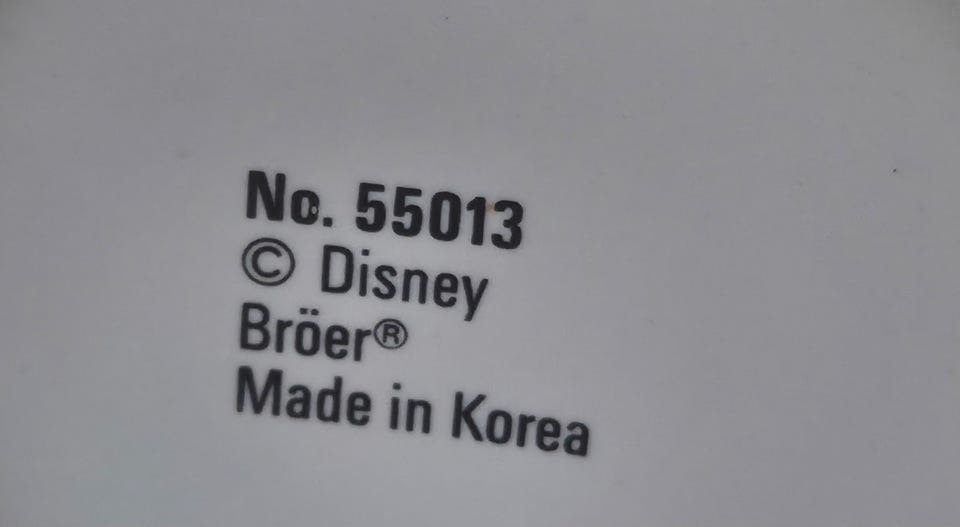 No. 55013
© Disney
Bröer®
Made in Korea